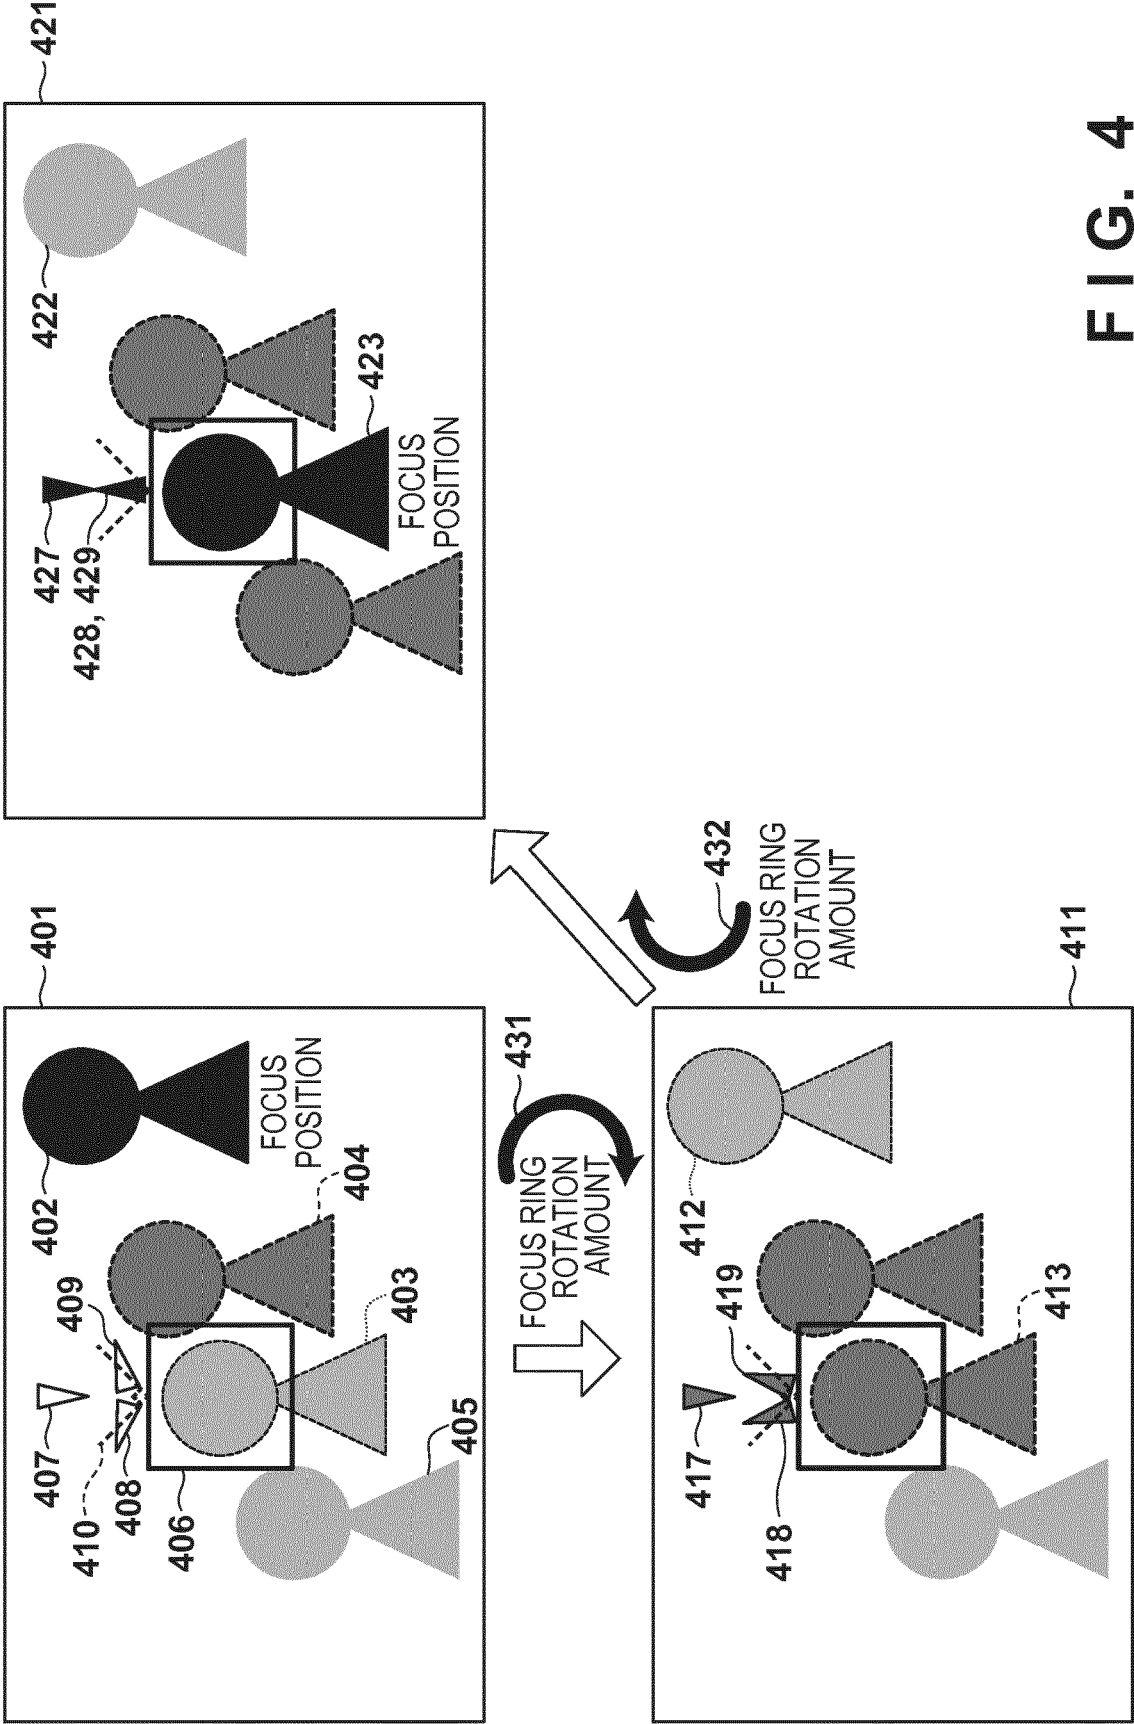 401
402
FOCUS
POSITION
403
404
405
406
407
408
409
410
FOCUS RING
ROTATION
AMOUNT
431
411
412
413
417
418
419
FOCUS RING
ROTATION
AMOUNT
432
421
422
423
FOCUS
POSITION
427
428, 429
FIG. 4